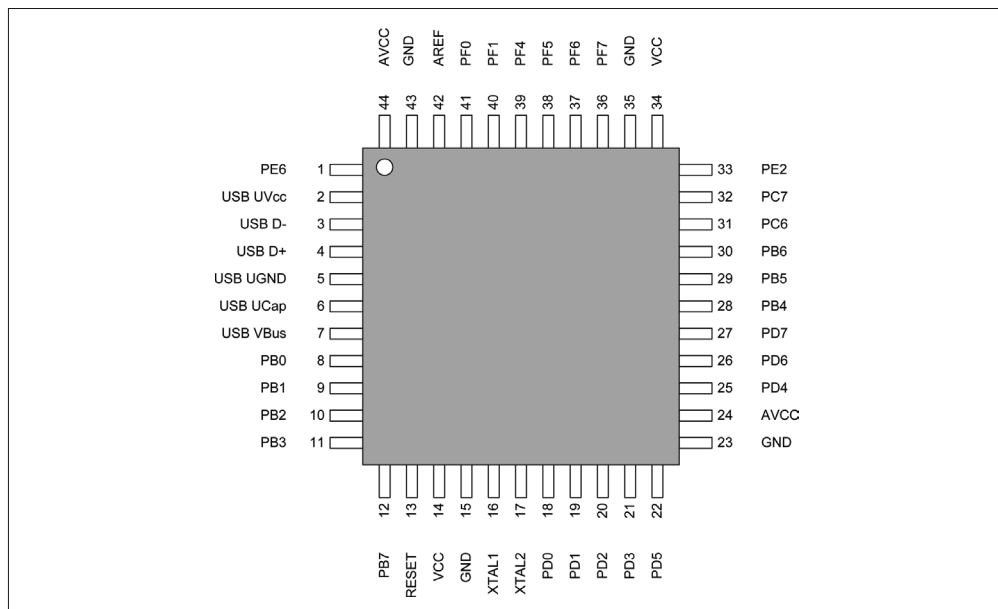 AVCC GND AREF PF0 PF1 PF4 PF5 PF6 PF7 GND VCC
44 43 42 41 40 39 38 37 36 35 34
PE6 1
USB UVcc 2
USB D- 3
USB D+ 4
USB UGND 5
USB UCap 6
USB VBus 7
PB0 8
PB1 9
PB2 10
PB3 11
33 PE2
32 PC7
31 PC6
30 PB6
29 PB5
28 PB4
27 PD7
26 PD6
25 PD4
24 AVCC
23 GND
12 13 14 15 16 17 18 19 20 21 22
PB7 RESET VCC GND XTAL1 XTAL2 PD0 PD1 PD2 PD3 PD5